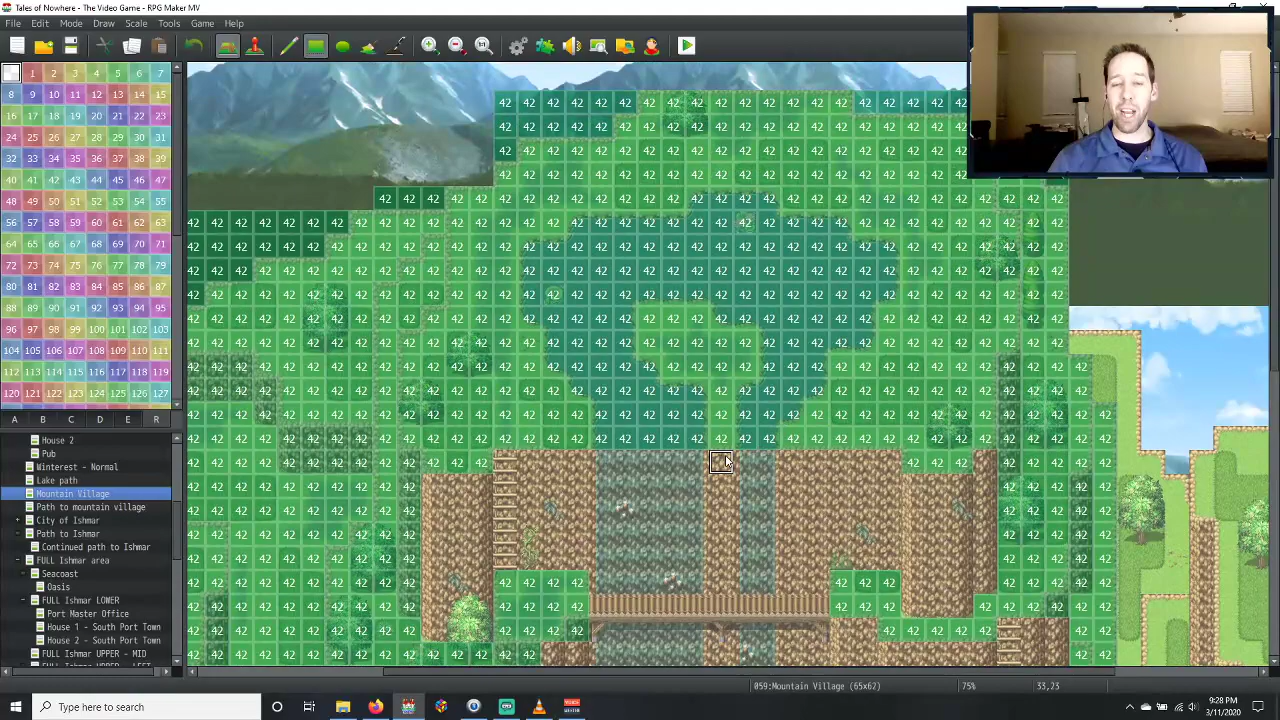 Tales of Nowhere - The Video Game - RPG Maker MV
File Edit Mode Draw Scale Tools Game Help
1 2 3 4 5 6 7
8 9 10 11 12 13 14 15
16 17 18 19 20 21 22 23
24 25 26 27 28 29 30 31
32 33 34 35 36 37 38 39
40 41 42 43 44 45 46 47
48 49 50 51 52 53 54 55
56 57 58 59 60 61 62 63
64 65 66 67 68 69 70 71
72 73 74 75 76 77 78 79
80 81 82 83 84 85 86 87
88 89 90 91 92 93 94 95
96 97 98 99 100 101 102 103
104 105 106 107 108 109 110 111
112 113 114 115 116 117 118 119
120 121 122 123 124 125 126 127
A B C D E R
House 2
Pub
Winterest - Normal
Lake path
Mountain Village
Path to mountain village
City of Ishmar
Path to Ishmar
Continued path to Ishmar
FULL Ishmar area
Seacoast
Oasis
FULL Ishmar LOWER
Port Master Office
House 1 - South Port Town
House 2 - South Port Town
FULL Ishmar UPPER - MID
059:Mountain Village (65x62) 75% 33,23
Type here to search
9:28 PM
3/11/2020